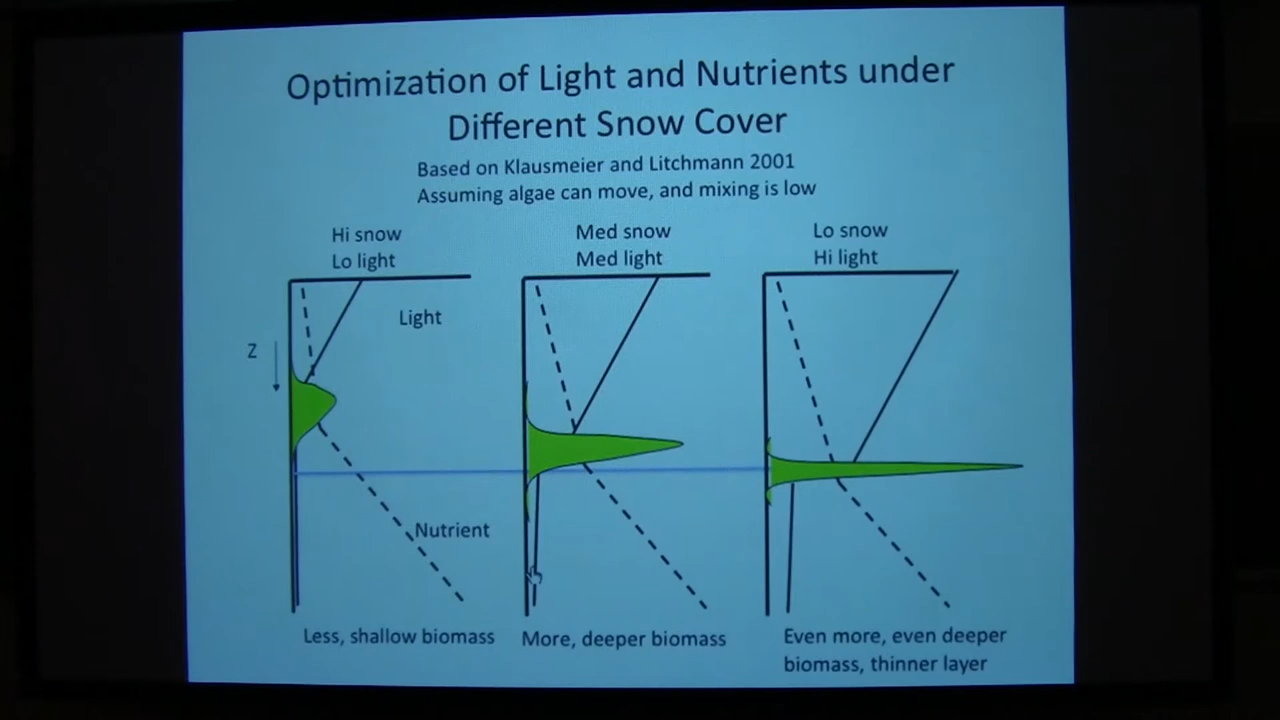 Optimization of Light and Nutrients under
Different Snow Cover
Based on Klausmeier and Litchmann 2001
Assuming algae can move, and mixing is low
Hi snow
Lo light
Med snow
Med light
Lo snow
Hi light
Light
Z
Nutrient
Less, shallow biomass
More, deeper biomass
Even more, even deeper
biomass, thinner layer